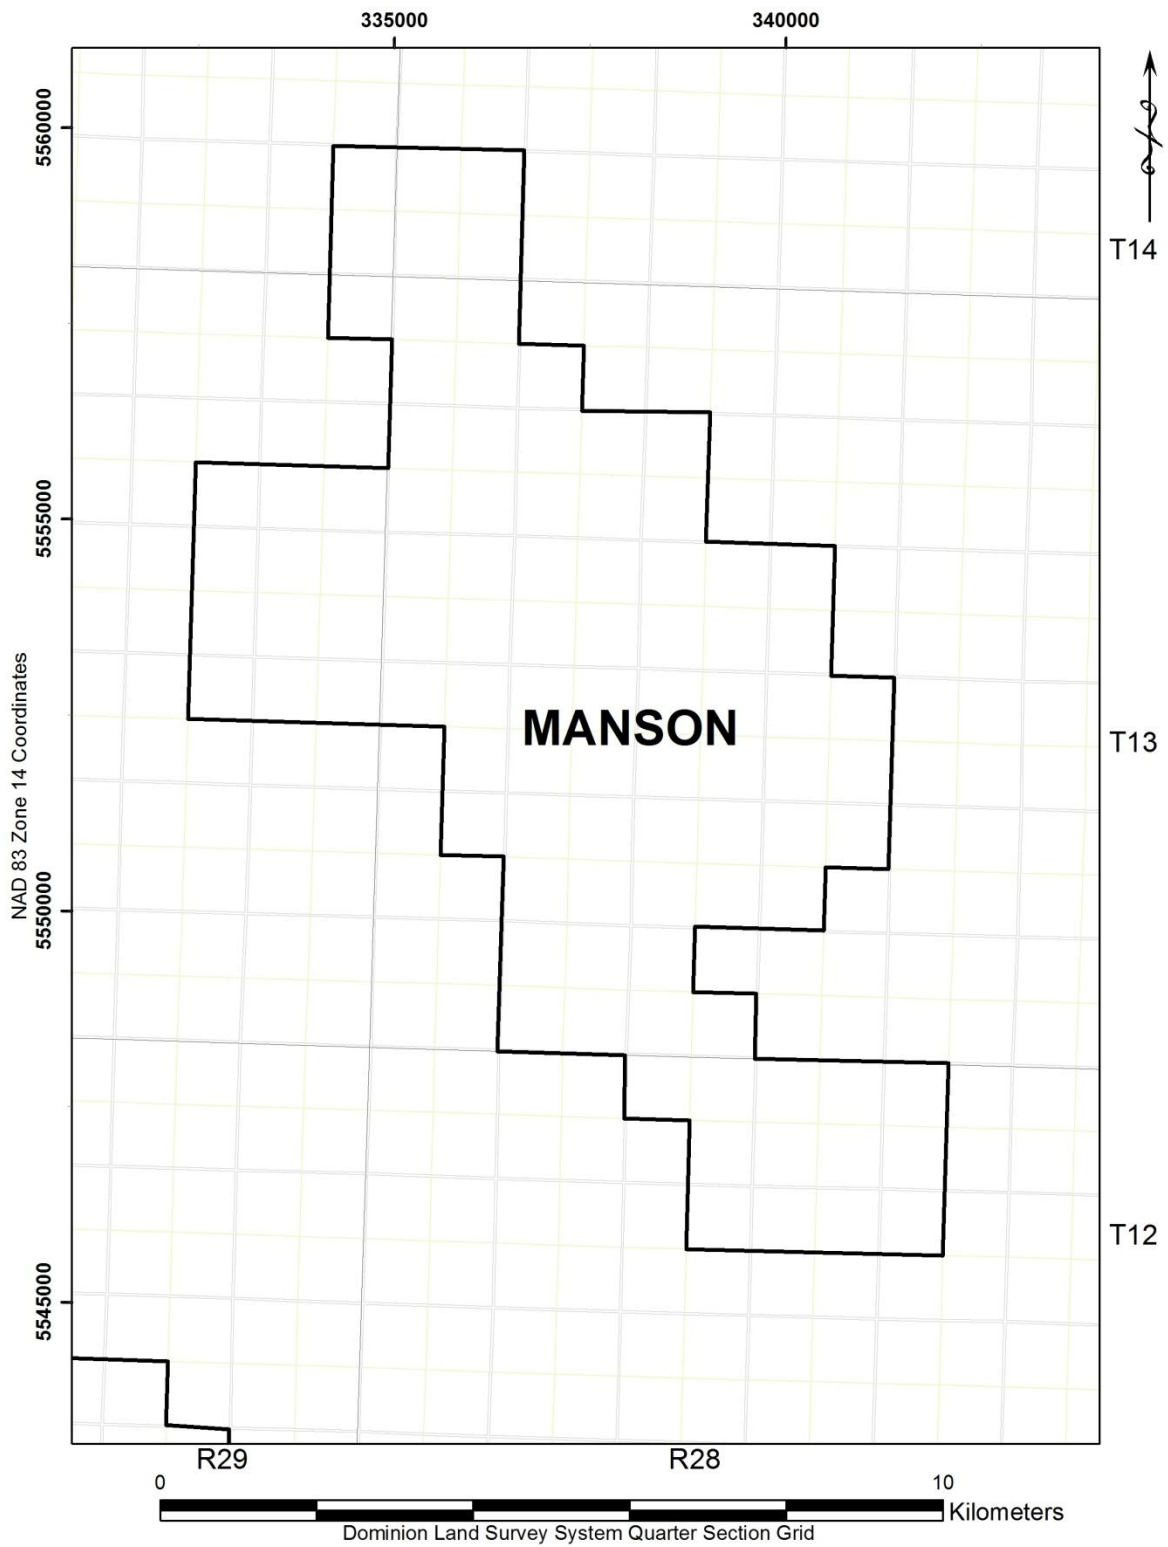 335000 340000
5560000
T14
5555000
NAD 83 Zone 14 Coordinates
MANSON
T13
5550000
T12
5545000
R29 R28
0 10
Kilometers
Dominion Land Survey System Quarter Section Grid